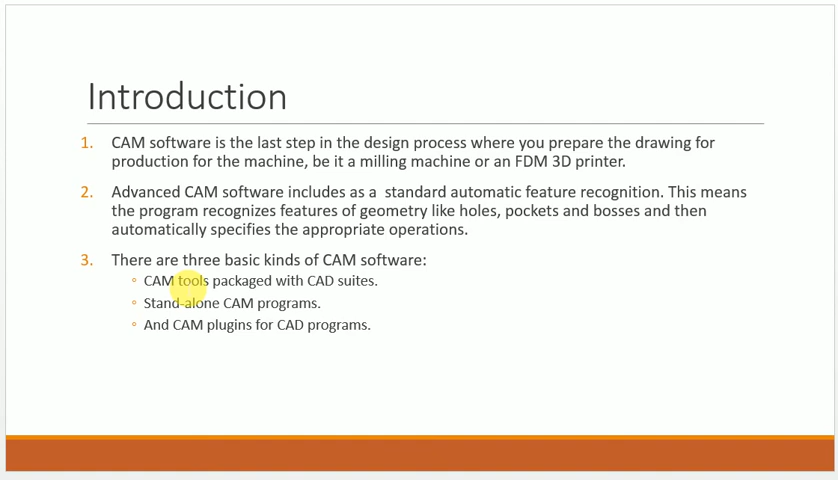 Introduction
1. CAM software is the last step in the design process where you prepare the drawing for
production for the machine, be it a milling machine or an FDM 3D printer.
2. Advanced CAM software includes as a standard automatic feature recognition. This means
the program recognizes features of geometry like holes, pockets and bosses and then
automatically specifies the appropriate operations.
3. There are three basic kinds of CAM software:
◦ CAM tools packaged with CAD suites.
◦ Stand-alone CAM programs.
◦ And CAM plugins for CAD programs.